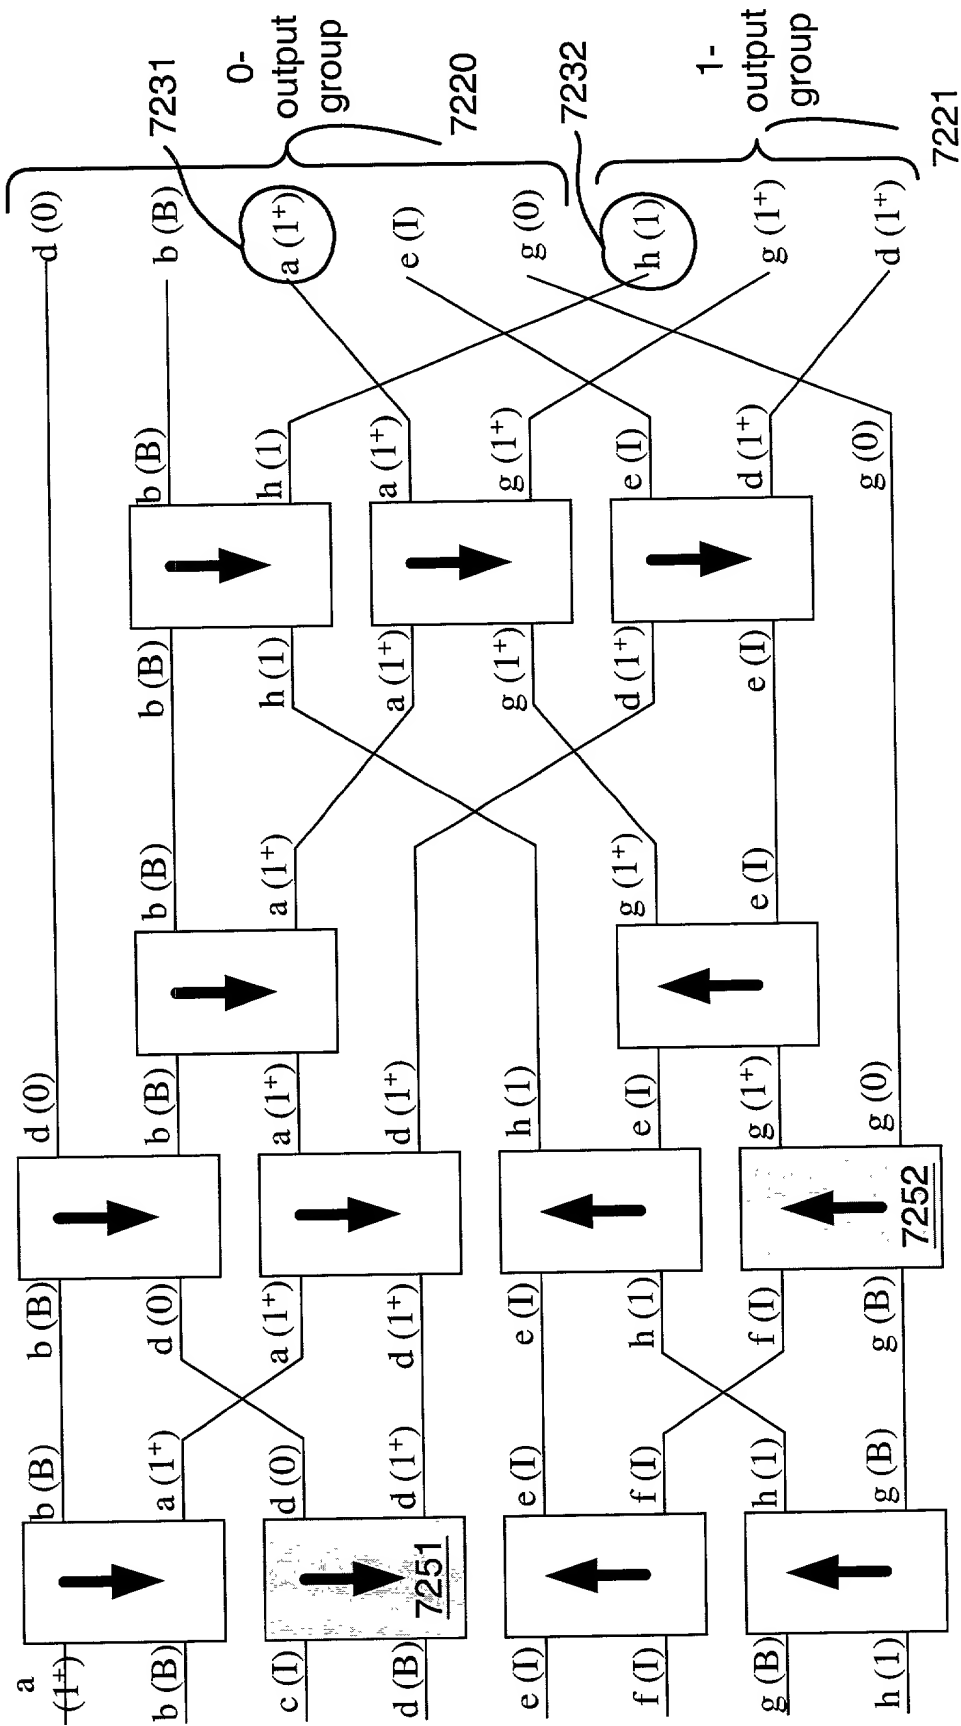 a
(1⁺)
b (B)
c (I)
d (B)
e (I)
f (I)
g (B)
h (1)
7251
b (B)
a (1⁺)
d (0)
d (1⁺)
e (I)
f (I)
h (1)
g (B)
b (B)
d (0)
a (1⁺)
d (1⁺)
e (I)
h (1)
f (I)
g (B)
7252
d (0)
b (B)
a (1⁺)
d (1⁺)
h (1)
e (I)
g (1⁺)
g (0)
b (B)
a (1⁺)
g (1⁺)
e (I)
b (B)
h (1)
a (1⁺)
g (1⁺)
d (1⁺)
e (I)
b (B)
h (1)
a (1⁺)
g (1⁺)
e (I)
d (1⁺)
g (0)
d (0)
b (B)
a (1⁺)
e (I)
g (0)
h (1)
g (1⁺)
d (1⁺)
7231
0-
output
group
7220
7232
1-
output
group
7221